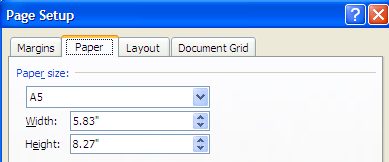 Page Setup
Margins Paper Layout Document Grid
Paper size:
A5
Width: 5.83"
Height: 8.27"